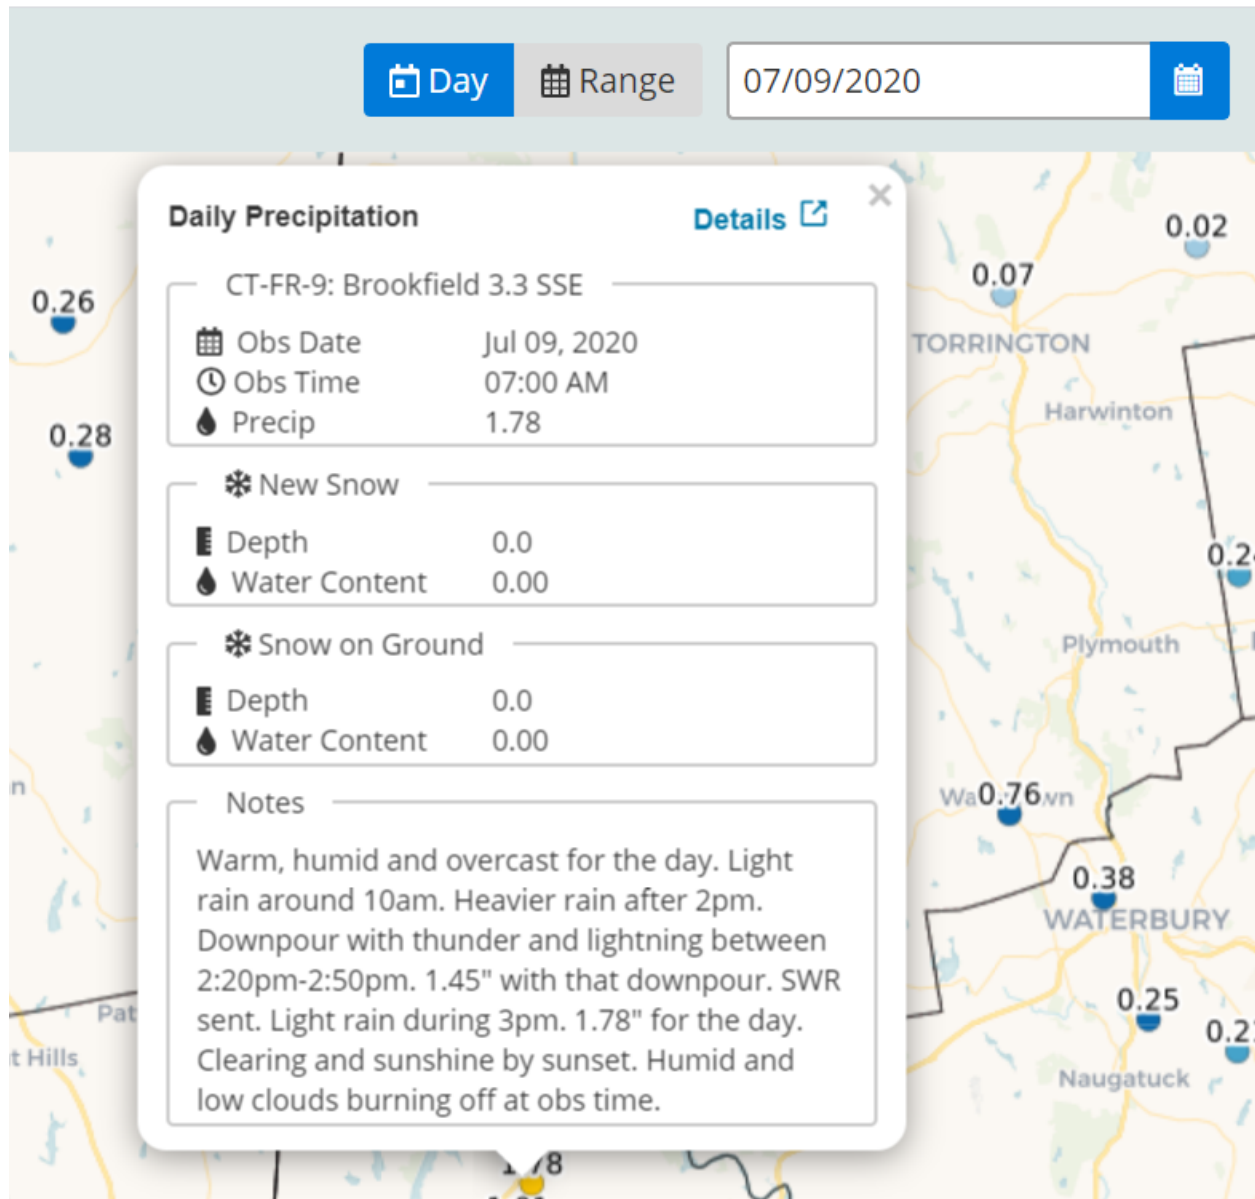 Day
Range
07/09/2020
Daily Precipitation
Details
CT-FR-9: Brookfield 3.3 SSE
Obs Date Jul 09, 2020
Obs Time 07:00 AM
Precip 1.78
New Snow
Depth 0.0
Water Content 0.00
Snow on Ground
Depth 0.0
Water Content 0.00
Notes
Warm, humid and overcast for the day. Light
rain around 10am. Heavier rain after 2pm.
Downpour with thunder and lightning between
2:20pm-2:50pm. 1.45" with that downpour. SWR
sent. Light rain during 3pm. 1.78" for the day.
Clearing and sunshine by sunset. Humid and
low clouds burning off at obs time.
0.26
0.28
0.02
0.07
TORRINGTON
Harwinton
Plymouth
0.76
0.38
WATERBURY
0.25
Naugatuck
Hills
1.78